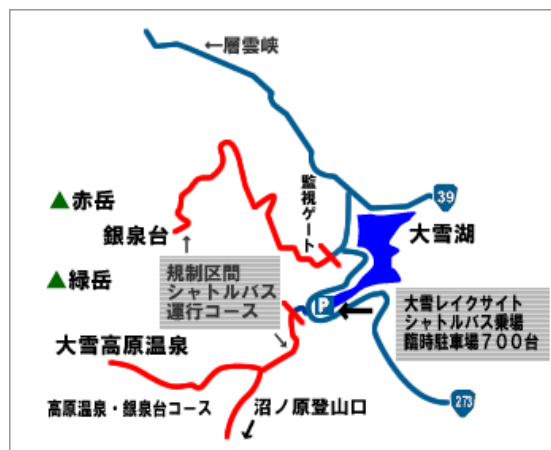 ←層雲峡
監視ゲート
39
▲赤岳
銀泉台
大雪湖
▲緑岳
規制区間
シャトルバス
運行コース
P
大雪レイクサイト
シャトルバス乗場
臨時駐車場700台
大雪高原温泉
高原温泉・銀泉台コース
沼ノ原登山口
273